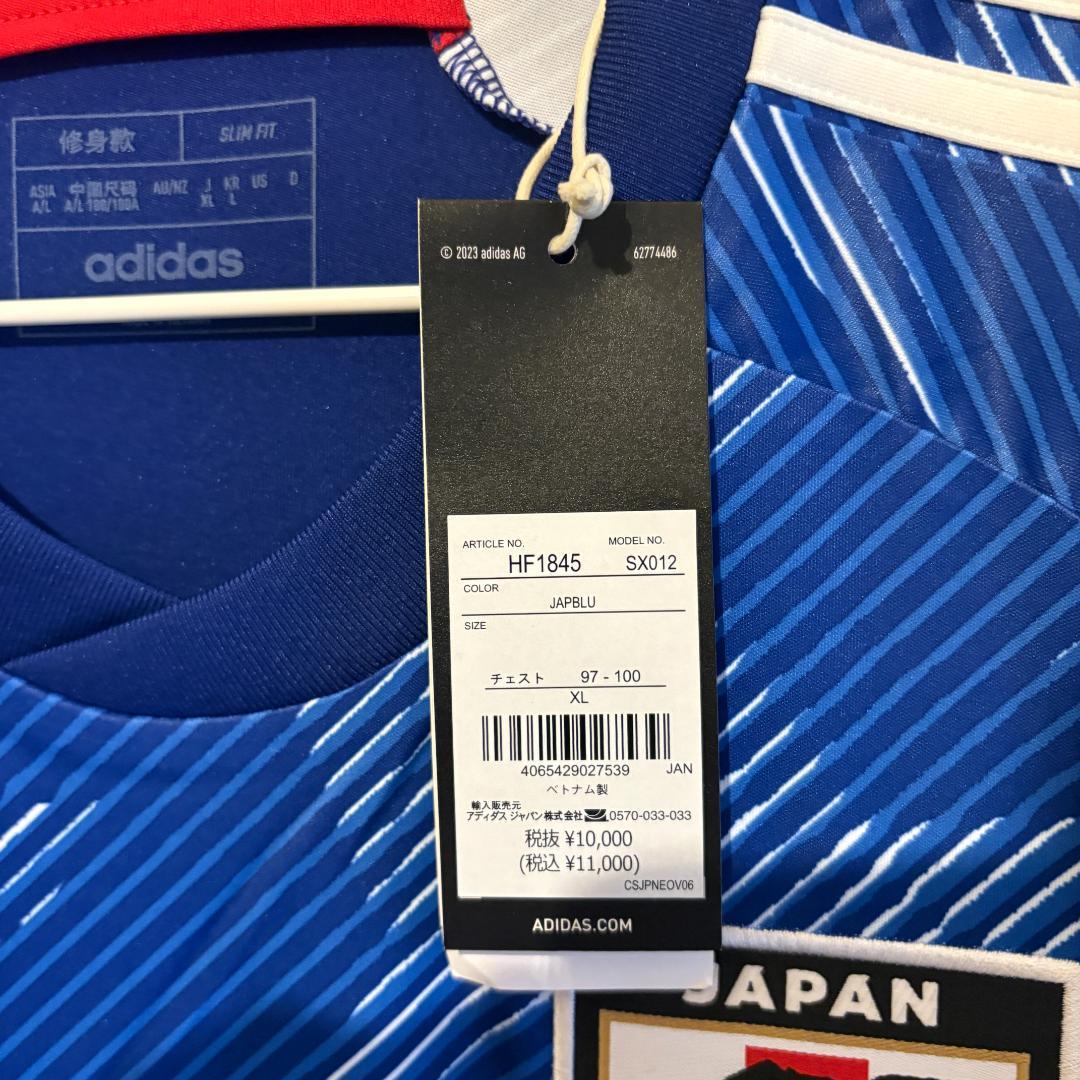 修身款 SLIM FIT
ASIA 中国尺码 AU/NZ J KR US D
A/L A/L 180/100A XL L
adidas
© 2023 adidas AG 62774486
ARTICLE NO. MODEL NO.
HF1845 SX012
COLOR
JAPBLU
SIZE
チェスト 97 - 100
XL
4065429027539 JAN
ベトナム製
輸入販売元
アディダス ジャパン株式会社 0570-033-033
税抜 ¥10,000
(税込 ¥11,000)
CSJPNEOV06
ADIDAS.COM
JAPAN